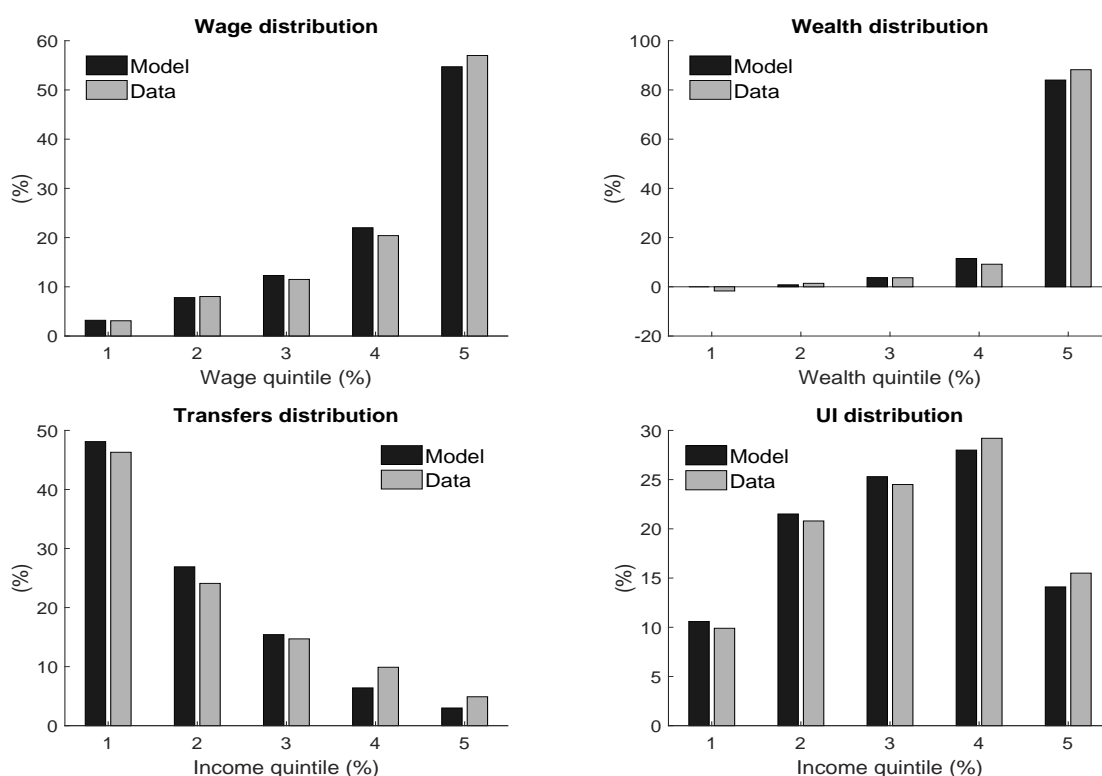 Wage distribution
60
50
40
30
20
10
0
(%)
Model
Data
1 2 3 4 5
Wage quintile (%)
Wealth distribution
100
80
60
40
20
0
-20
(%)
Model
Data
1 2 3 4 5
Wealth quintile (%)
Transfers distribution
50
40
30
20
10
0
(%)
Model
Data
1 2 3 4 5
Income quintile (%)
UI distribution
30
25
20
15
10
5
0
(%)
Model
Data
1 2 3 4 5
Income quintile (%)